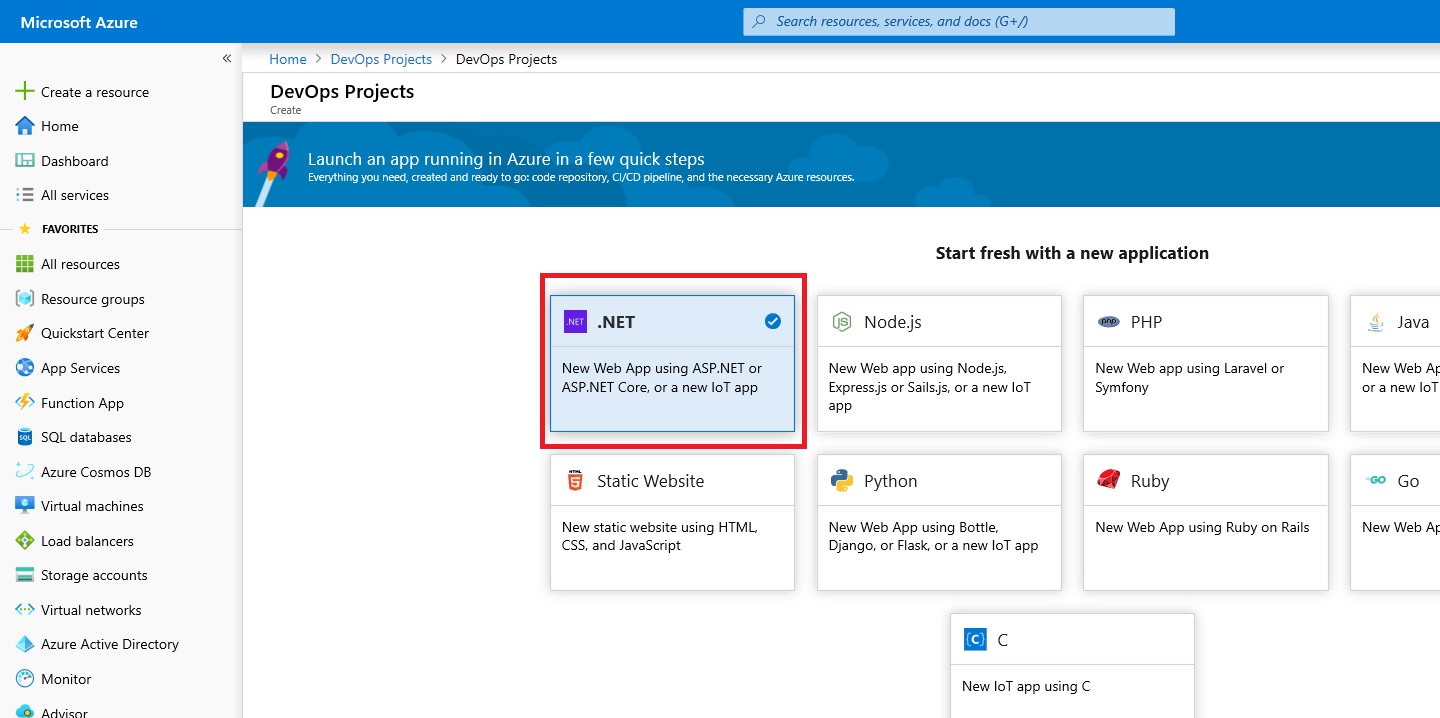 Microsoft Azure
Search resources, services, and docs (G+/)
«
Home > DevOps Projects > DevOps Projects
DevOps Projects
Create
Launch an app running in Azure in a few quick steps
Everything you need, created and ready to go: code repository, CI/CD pipeline, and the necessary Azure resources.
Create a resource
Home
Dashboard
All services
FAVORITES
All resources
Resource groups
Quickstart Center
App Services
Function App
SQL
SQL databases
Azure Cosmos DB
Virtual machines
Load balancers
Storage accounts
Virtual networks
Azure Active Directory
Monitor
Advisor
Start fresh with a new application
.NET
.NET
New Web App using ASP.NET or
ASP.NET Core, or a new IoT app
JS
Node.js
New Web app using Node.js,
Express.js or Sails.js, or a new IoT
app
php
PHP
New Web app using Laravel or
Symfony
Java
New Web Ap
or a new IoT
HTML
5
Static Website
New static website using HTML,
CSS, and JavaScript
Python
New Web App using Bottle,
Django, or Flask, or a new IoT app
Ruby
New Web App using Ruby on Rails
GO
Go
New Web Ap
{C}
C
New IoT app using C